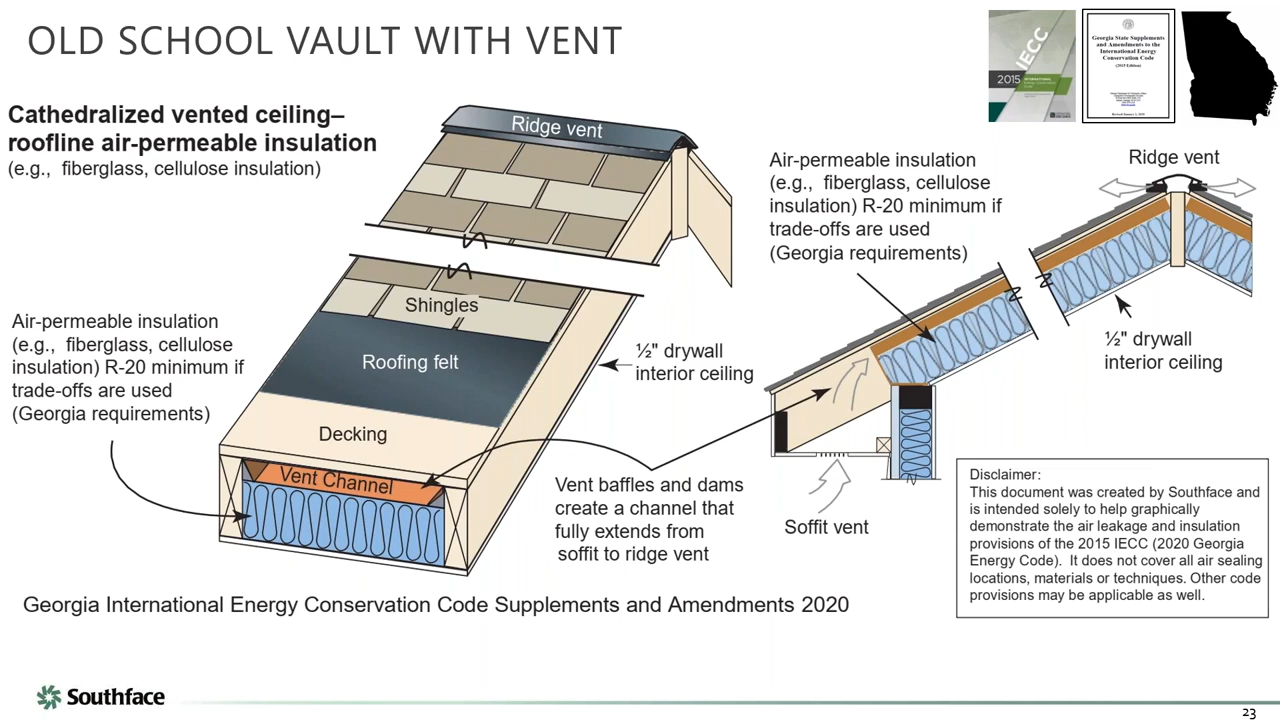 OLD SCHOOL VAULT WITH VENT
IECC
2015
Georgia State Supplements
and Amendments to the
International Energy
Conservation Code
(2015 Edition)
Cathedralized vented ceiling–
roofline air-permeable insulation
(e.g., fiberglass, cellulose insulation)
Ridge vent
Shingles
Roofing felt
Decking
Vent Channel
Air-permeable insulation
(e.g., fiberglass, cellulose
insulation) R-20 minimum if
trade-offs are used
(Georgia requirements)
½" drywall
interior ceiling
Vent baffles and dams
create a channel that
fully extends from
soffit to ridge vent
Air-permeable insulation
(e.g., fiberglass, cellulose
insulation) R-20 minimum if
trade-offs are used
(Georgia requirements)
Ridge vent
½" drywall
interior ceiling
Soffit vent
Disclaimer:
This document was created by Southface and
is intended solely to help graphically
demonstrate the air leakage and insulation
provisions of the 2015 IECC (2020 Georgia
Energy Code). It does not cover all air sealing
locations, materials or techniques. Other code
provisions may be applicable as well.
Georgia International Energy Conservation Code Supplements and Amendments 2020
Southface
23